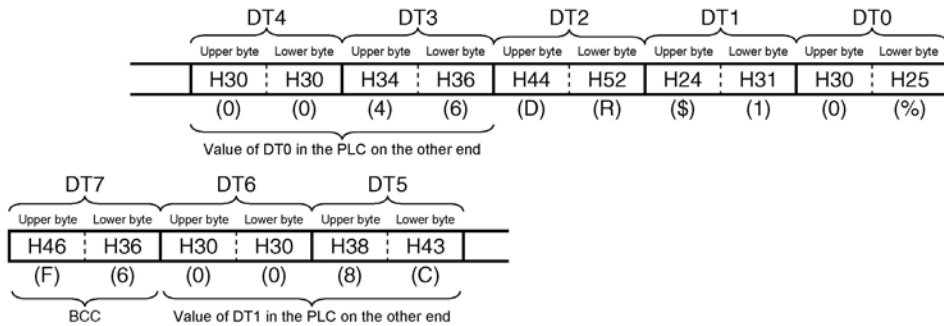 DT4 DT3 DT2 DT1 DT0
Upper byte Lower byte Upper byte Lower byte Upper byte Lower byte Upper byte Lower byte Upper byte Lower byte
H30 H30 H34 H36 H44 H52 H24 H31 H30 H25
(0) (0) (4) (6) (D) (R) ($) (1) (0) (%)
Value of DT0 in the PLC on the other end
DT7 DT6 DT5
Upper byte Lower byte Upper byte Lower byte Upper byte Lower byte
H46 H36 H30 H30 H38 H43
(F) (6) (0) (0) (8) (C)
BCC Value of DT1 in the PLC on the other end